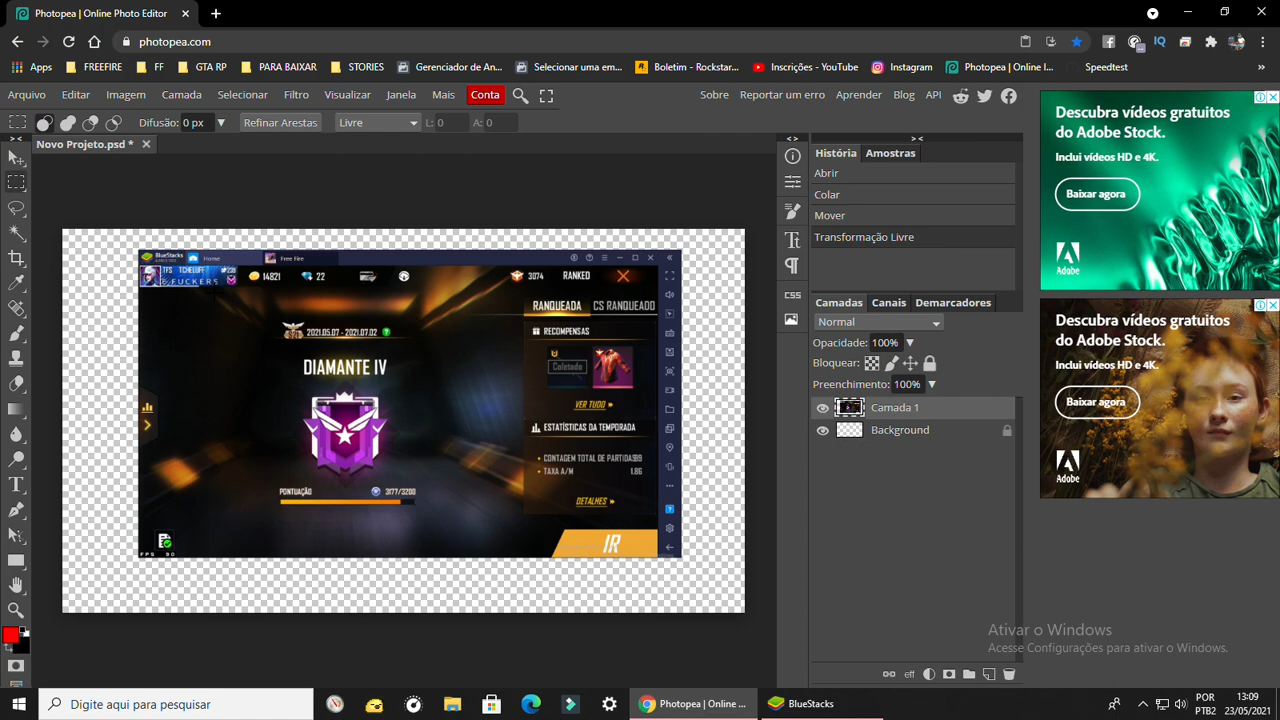 Photopea | Online Photo Editor
photopea.com
Apps FREEFIRE FF GTA RP PARA BAIXAR STORIES Gerenciador de An... Selecionar uma em... Boletim - Rockstar... Inscrições - YouTube Instagram Photopea | Online I... Speedtest
Arquivo Editar Imagem Camada Selecionar Filtro Visualizar Janela Mais Conta Sobre Reportar um erro Aprender Blog API
Difusão: 0 px Refinar Arestas Livre L: 0 A: 0
Novo Projeto.psd *
História Amostras
Abrir
Colar
Mover
Transformação Livre
CSS
Camadas Canais Demarcadores
Normal
Opacidade: 100%
Bloquear:
Preenchimento: 100%
Camada 1
Background
eff
BlueStacks Home Free Fire
TFS TCHELUFF
FUCKERS
14821 22 3074 RANKED
RANQUEADA CS RANQUEADO
2021.05.07 - 2021.07.02
RECOMPENSAS
DIAMANTE IV
Coletado
VER TUDO
ESTATÍSTICAS DA TEMPORADA
CONTAGEM TOTAL DE PARTIDAS
TAXA A/M 1.86
PONTUAÇÃO 3177/3200
DETALHES
IR
FPS 90
Descubra vídeos gratuitos
do Adobe Stock.
Inclui vídeos HD e 4K.
Baixar agora
Adobe
Descubra vídeos gratuitos
do Adobe Stock.
Inclui vídeos HD e 4K.
Baixar agora
Adobe
Ativar o Windows
Acesse Configurações para ativar o Windows.
Digite aqui para pesquisar
Photopea | Online ...
BlueStacks
POR
PTB2
13:09
23/05/2021